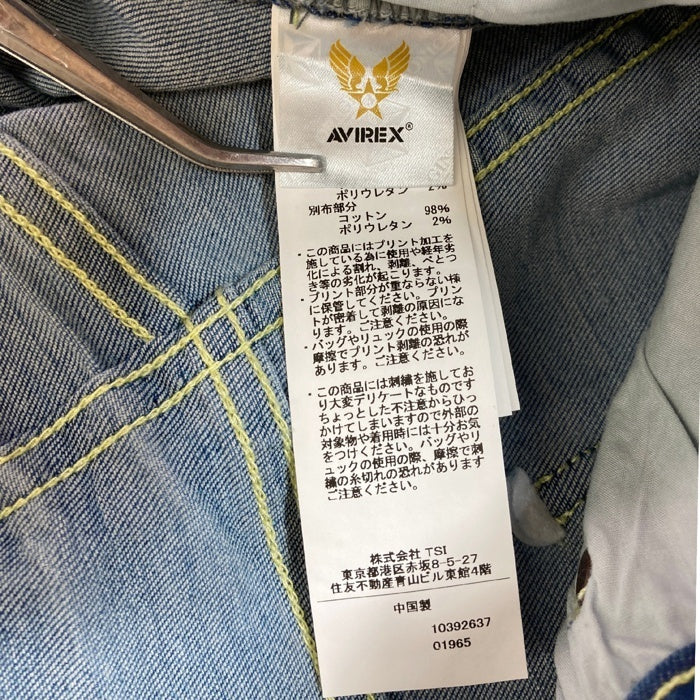 AVIREX®
ポリウレタン 2%
別布部分
コットン 98%
ポリウレタン 2%
・この商品にはプリント加工を
施している為に使用や経年劣
化による割れ、剥離、べとつ
き等の劣化が起こります。
・プリント部分が重ならない様
に保管してください。プリン
トが密着して剥離の原因にな
ります。ご注意ください。
・バッグやリュックの使用の際
摩擦でプリント剥離の恐れが
あります。ご注意ください。
・この商品には刺繍を施してお
り大変デリケートなものです
ちょっとした不注意からひっ
かけてしまいますので外部の
対象物や着用時には十分お気
をつけください。バッグやリ
ュックの使用の際、摩擦で刺
繍の糸切れの恐れがあります
ご注意ください。
株式会社 TSI
東京都港区赤坂8-5-27
住友不動産青山ビル東館4階
中国製
10392637
01965